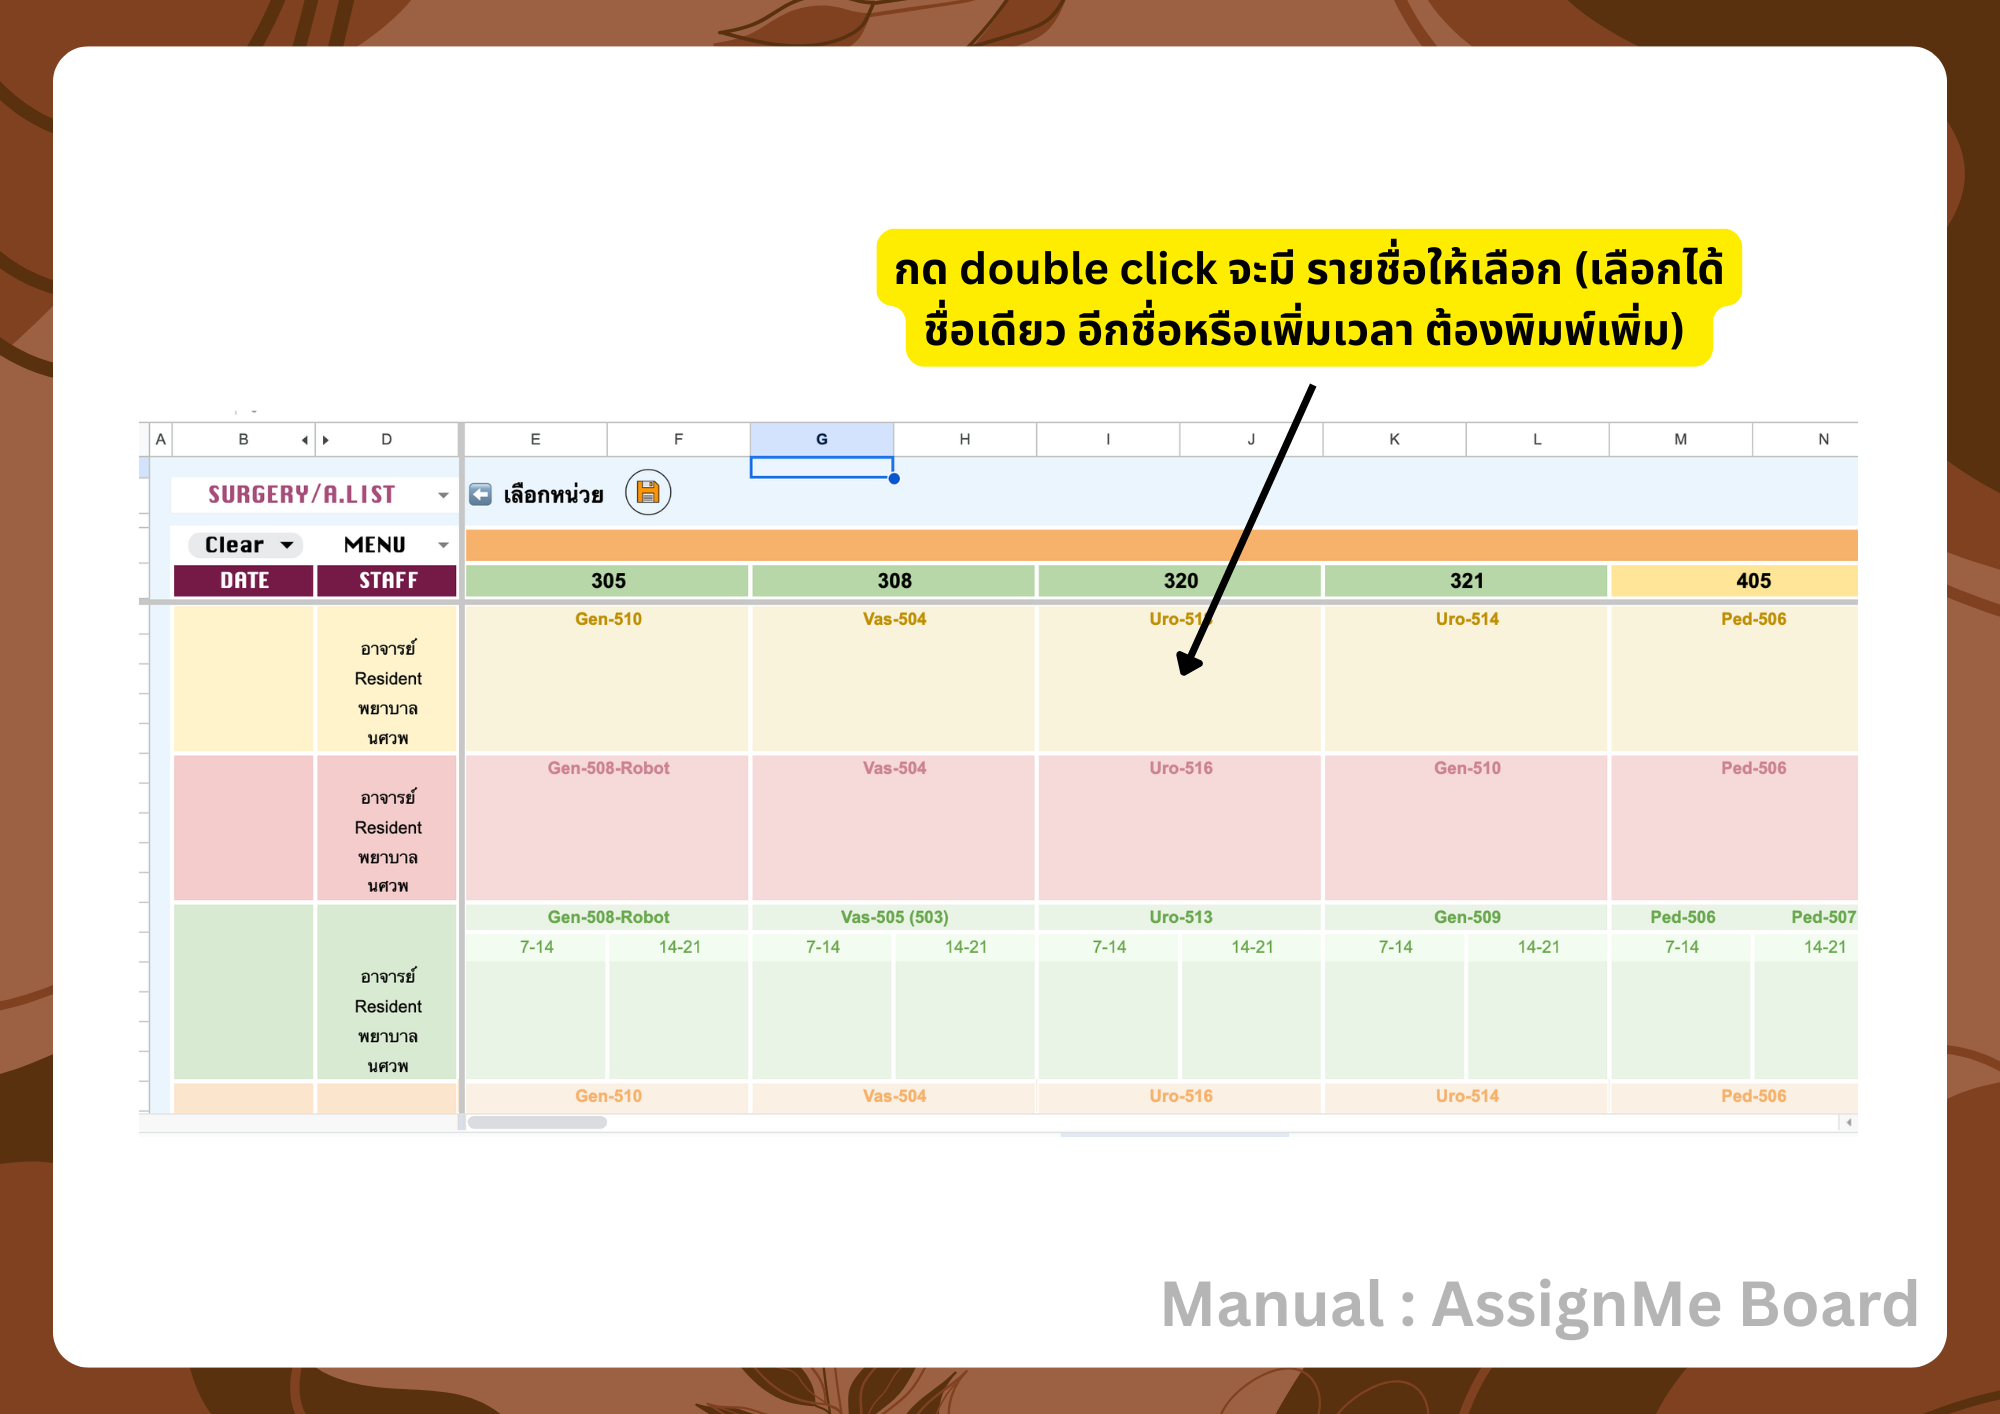 กด double click จะมี รายชื่อให้เลือก (เลือกได้
ชื่อเดียว อีกชื่อหรือเพิ่มเวลา ต้องพิมพ์เพิ่ม)
A B D E F G H I J K L M N
SURGERY/A.LIST เลือกหน่วย
Clear MENU
DATE STAFF 305 308 320 321 405
Gen-510 Vas-504 Uro-51 Uro-514 Ped-506
อาจารย์
Resident
พยาบาล
นศวพ
Gen-508-Robot Vas-504 Uro-516 Gen-510 Ped-506
อาจารย์
Resident
พยาบาล
นศวพ
Gen-508-Robot Vas-505 (503) Uro-513 Gen-509 Ped-506 Ped-507
7-14 14-21 7-14 14-21 7-14 14-21 7-14 14-21 7-14 14-21
อาจารย์
Resident
พยาบาล
นศวพ
Gen-510 Vas-504 Uro-516 Uro-514 Ped-506
Manual : AssignMe Board